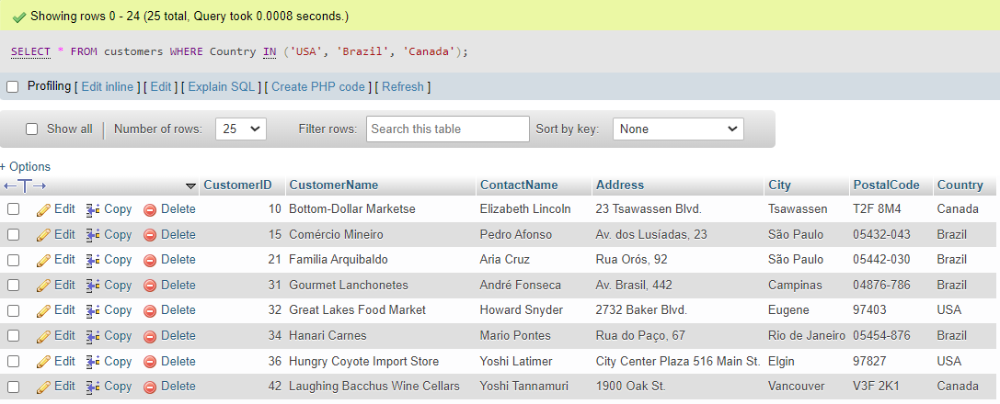 Showing rows 0 - 24 (25 total, Query took 0.0008 seconds.)
SELECT * FROM customers WHERE Country IN ('USA', 'Brazil', 'Canada');
Profiling [ Edit inline ] [ Edit ] [ Explain SQL ] [ Create PHP code ] [ Refresh ]
Show all Number of rows: 25 Filter rows: Search this table Sort by key: None
+ Options
←T→ CustomerID CustomerName ContactName Address City PostalCode Country
Edit Copy Delete 10 Bottom-Dollar Marketse Elizabeth Lincoln 23 Tsawassen Blvd. Tsawassen T2F 8M4 Canada
Edit Copy Delete 15 Comércio Mineiro Pedro Afonso Av. dos Lusíadas, 23 São Paulo 05432-043 Brazil
Edit Copy Delete 21 Familia Arquibaldo Aria Cruz Rua Orós, 92 São Paulo 05442-030 Brazil
Edit Copy Delete 31 Gourmet Lanchonetes André Fonseca Av. Brasil, 442 Campinas 04876-786 Brazil
Edit Copy Delete 32 Great Lakes Food Market Howard Snyder 2732 Baker Blvd. Eugene 97403 USA
Edit Copy Delete 34 Hanari Carnes Mario Pontes Rua do Paço, 67 Rio de Janeiro 05454-876 Brazil
Edit Copy Delete 36 Hungry Coyote Import Store Yoshi Latimer City Center Plaza 516 Main St. Elgin 97827 USA
Edit Copy Delete 42 Laughing Bacchus Wine Cellars Yoshi Tannamuri 1900 Oak St. Vancouver V3F 2K1 Canada